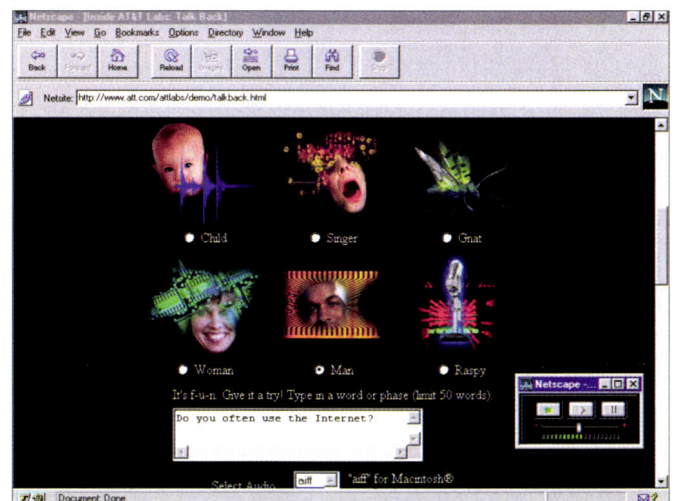 Netscape - [Inside AT&T Labs: Talk Back]
File Edit View Go Bookmarks Options Directory Window Help
Back Forward Home Reload Images Open Print Find Stop
Netsite: http://www.att.com/attlabs/demo/talkback.html
N
Child Singer Gnat
Woman Man Raspy
It's f-u-n. Give it a try! Type in a word or phase (limit 50 words).
Netscape -...
Do you often use the Internet?
Select Audio aiff "aiff" for Macintosh®
Document: Done